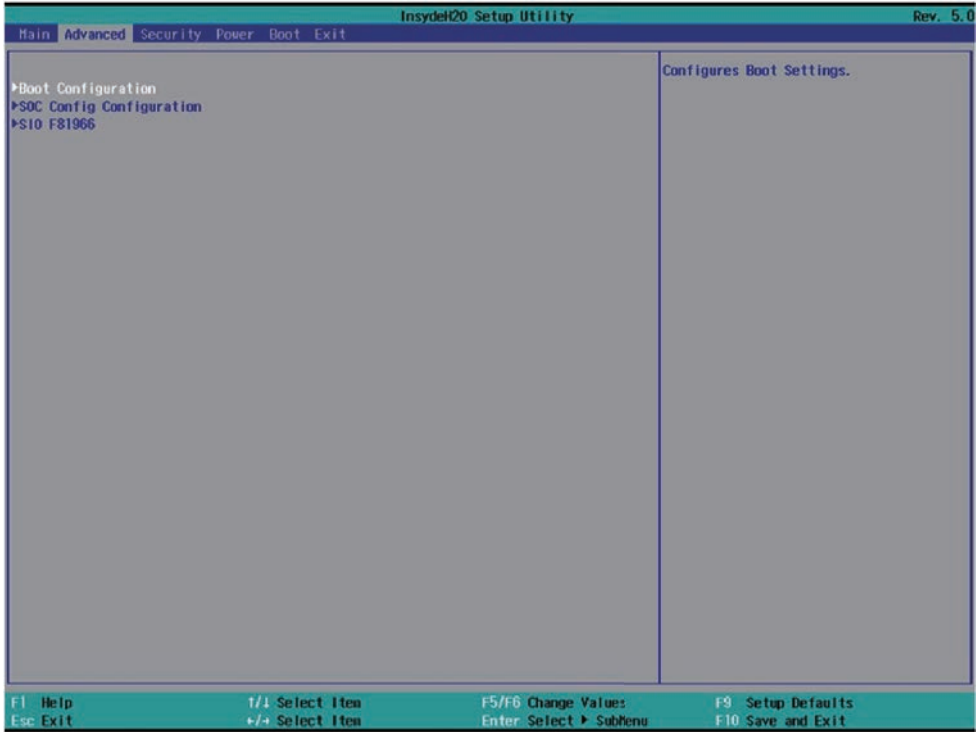 InsydeH20 Setup Utility Rev. 5.0
Main Advanced Security Power Boot Exit
Configures Boot Settings.
▶Boot Configuration
▶SOC Config Configuration
▶SIO F81966
F1 Help ↑/↓ Select Item F5/F6 Change Values F9 Setup Defaults
Esc Exit ←/→ Select Item Enter Select ▶ SubMenu F10 Save and Exit